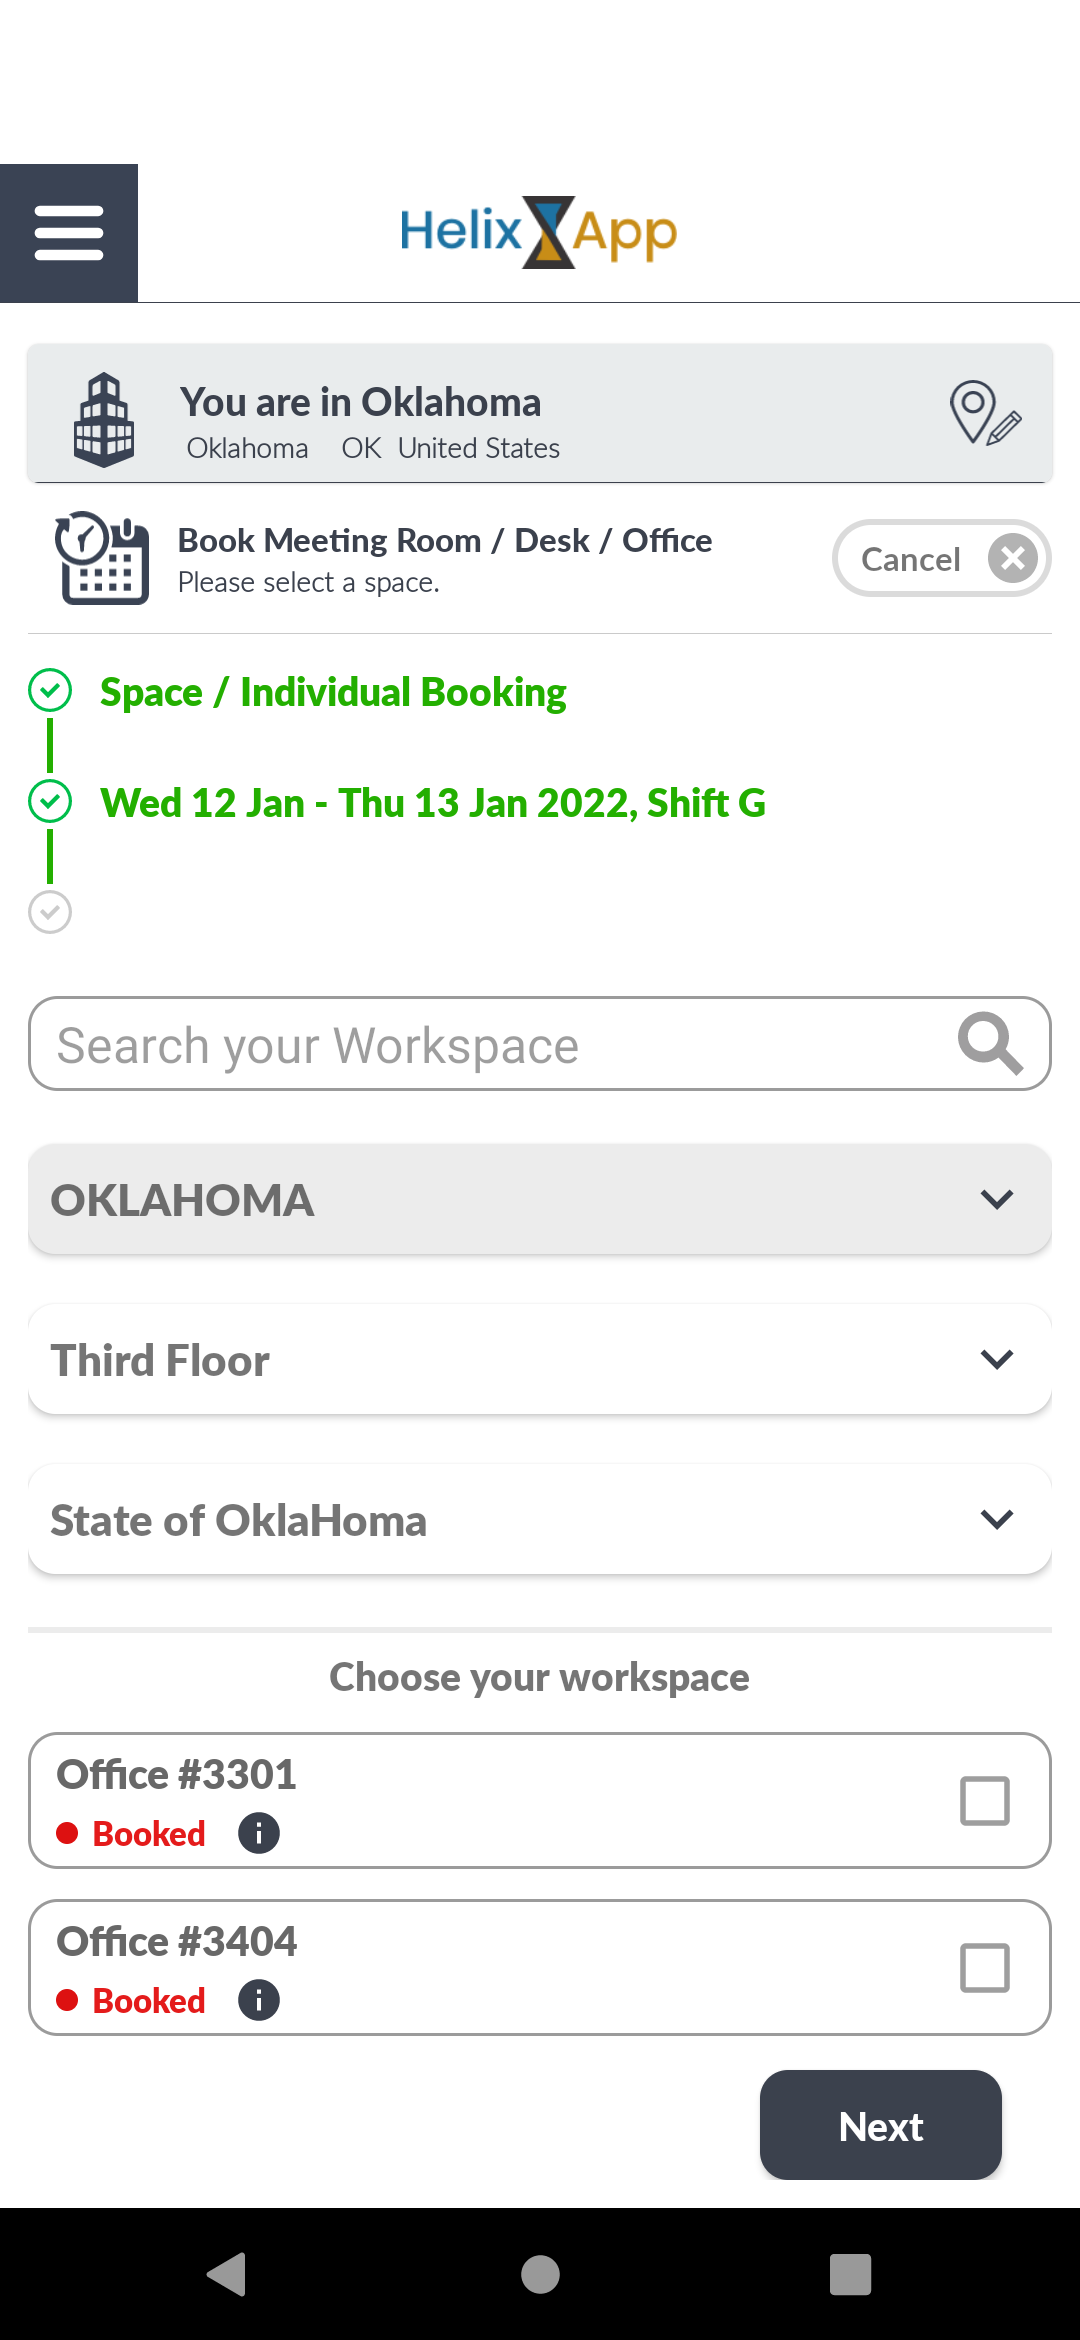 Helix App
You are in Oklahoma
Oklahoma OK United States
Book Meeting Room / Desk / Office
Please select a space.
Cancel
Space / Individual Booking
Wed 12 Jan - Thu 13 Jan 2022, Shift G
Search your Workspace
OKLAHOMA
Third Floor
State of OklaHoma
Choose your workspace
Office #3301
Booked
Office #3404
Booked
Next